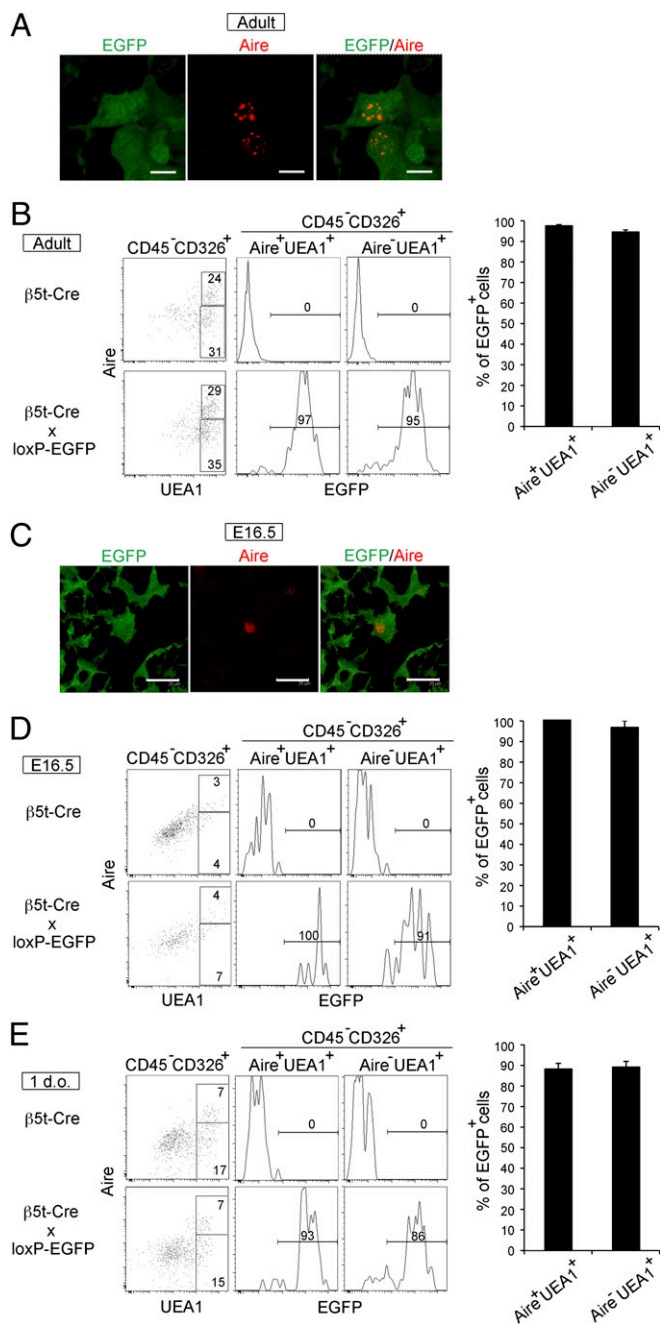 A
Adult
EGFP Aire EGFP/Aire
B
Adult
CD45⁻CD326⁺
CD45⁻CD326⁺ Aire⁺UEA1⁺ Aire⁻UEA1⁺
β5t-Cre
24
31
0
0
β5t-Cre
x
loxP-EGFP
29
35
97
95
Aire
UEA1 EGFP
% of EGFP⁺ cells
100
90
80
70
60
50
40
30
20
10
0
Aire⁺UEA1⁺ Aire⁻UEA1⁺
C
E16.5
EGFP Aire EGFP/Aire
D
E16.5
CD45⁻CD326⁺
CD45⁻CD326⁺ Aire⁺UEA1⁺ Aire⁻UEA1⁺
β5t-Cre
3
4
0
0
β5t-Cre
x
loxP-EGFP
4
7
100
91
Aire
UEA1 EGFP
% of EGFP⁺ cells
100
90
80
70
60
50
40
30
20
10
0
Aire⁺UEA1⁺ Aire⁻UEA1⁺
E
1 d.o.
CD45⁻CD326⁺
CD45⁻CD326⁺ Aire⁺UEA1⁺ Aire⁻UEA1⁺
β5t-Cre
7
17
0
0
β5t-Cre
x
loxP-EGFP
7
15
93
86
Aire
UEA1 EGFP
% of EGFP⁺ cells
100
90
80
70
60
50
40
30
20
10
0
Aire⁺UEA1⁺ Aire⁻UEA1⁺